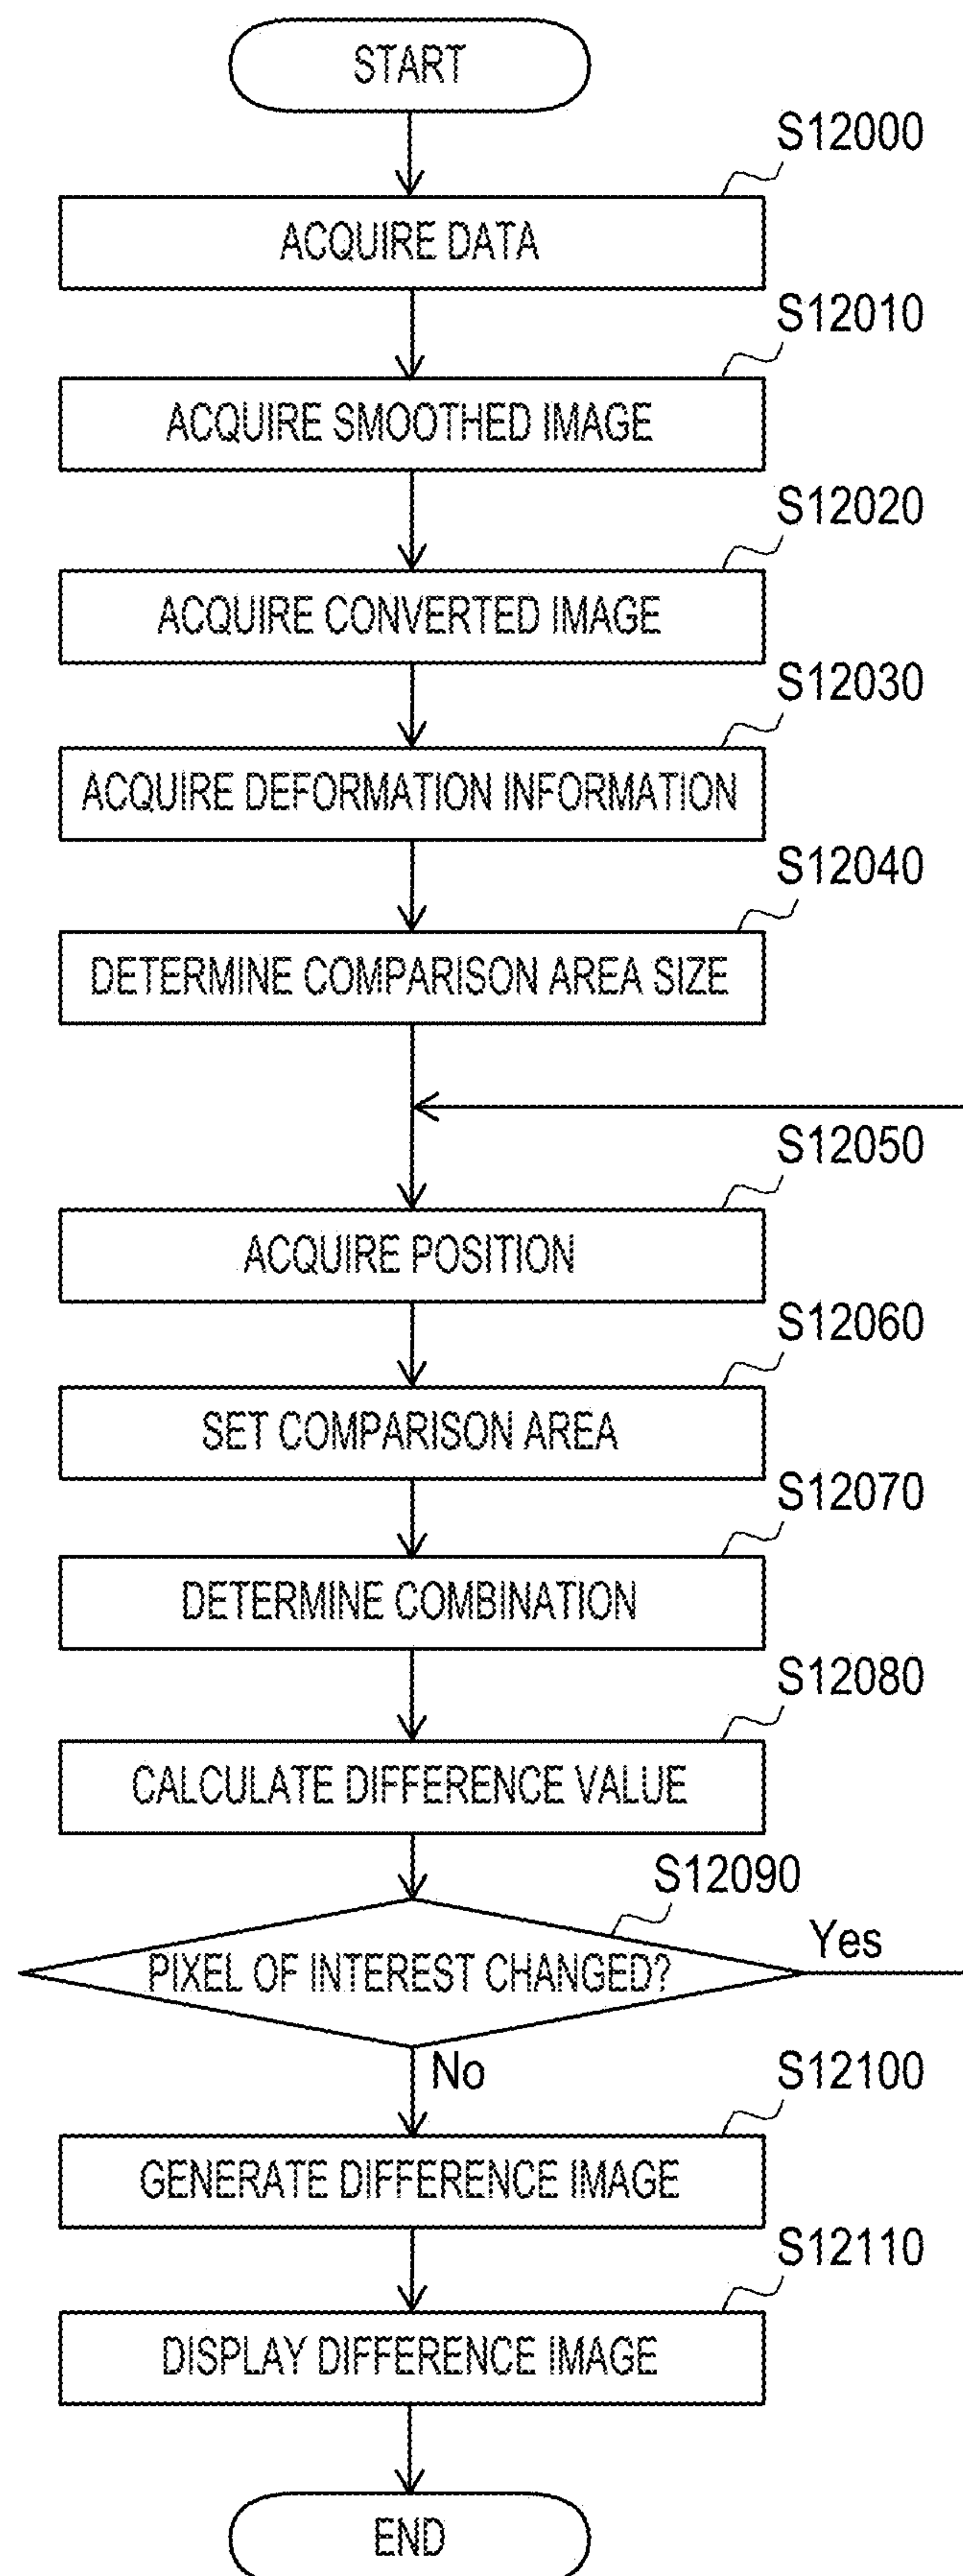 START
S12000
ACQUIRE DATA
S12010
ACQUIRE SMOOTHED IMAGE
S12020
ACQUIRE CONVERTED IMAGE
S12030
ACQUIRE DEFORMATION INFORMATION
S12040
DETERMINE COMPARISON AREA SIZE
S12050
ACQUIRE POSITION
S12060
SET COMPARISON AREA
S12070
DETERMINE COMBINATION
S12080
CALCULATE DIFFERENCE VALUE
S12090
PIXEL OF INTEREST CHANGED?
Yes
No
S12100
GENERATE DIFFERENCE IMAGE
S12110
DISPLAY DIFFERENCE IMAGE
END